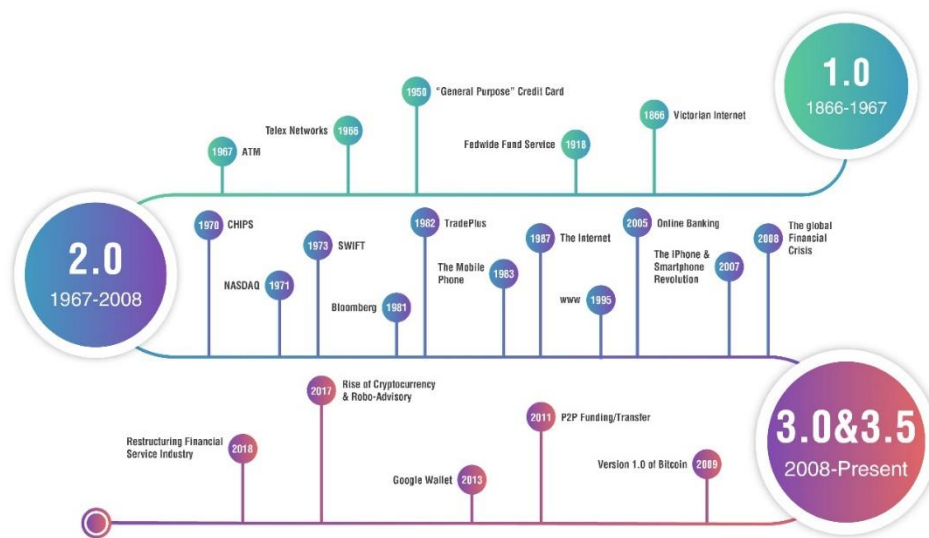 1.0
1866-1967
1950
"General Purpose" Credit Card
1866
Victorian Internet
Telex Networks
1966
1967
ATM
Fedwide Fund Service
1918
2.0
1967-2008
1970
CHIPS
NASDAQ
1971
1973
SWIFT
Bloomberg
1981
1982
TradePlus
The Mobile
Phone
1983
1987
The Internet
www
1995
2005
Online Banking
The IPhone &
Smartphone
Revolution
2007
2008
The global
Financial
Crisis
3.0&3.5
2008-Present
Restructuring Financial
Service Industry
2018
2017
Rise of Cryptocurrency
& Robo-Advisory
Google Wallet
2013
2011
P2P Funding/Transfer
Version 1.0 of Bitcoin
2009